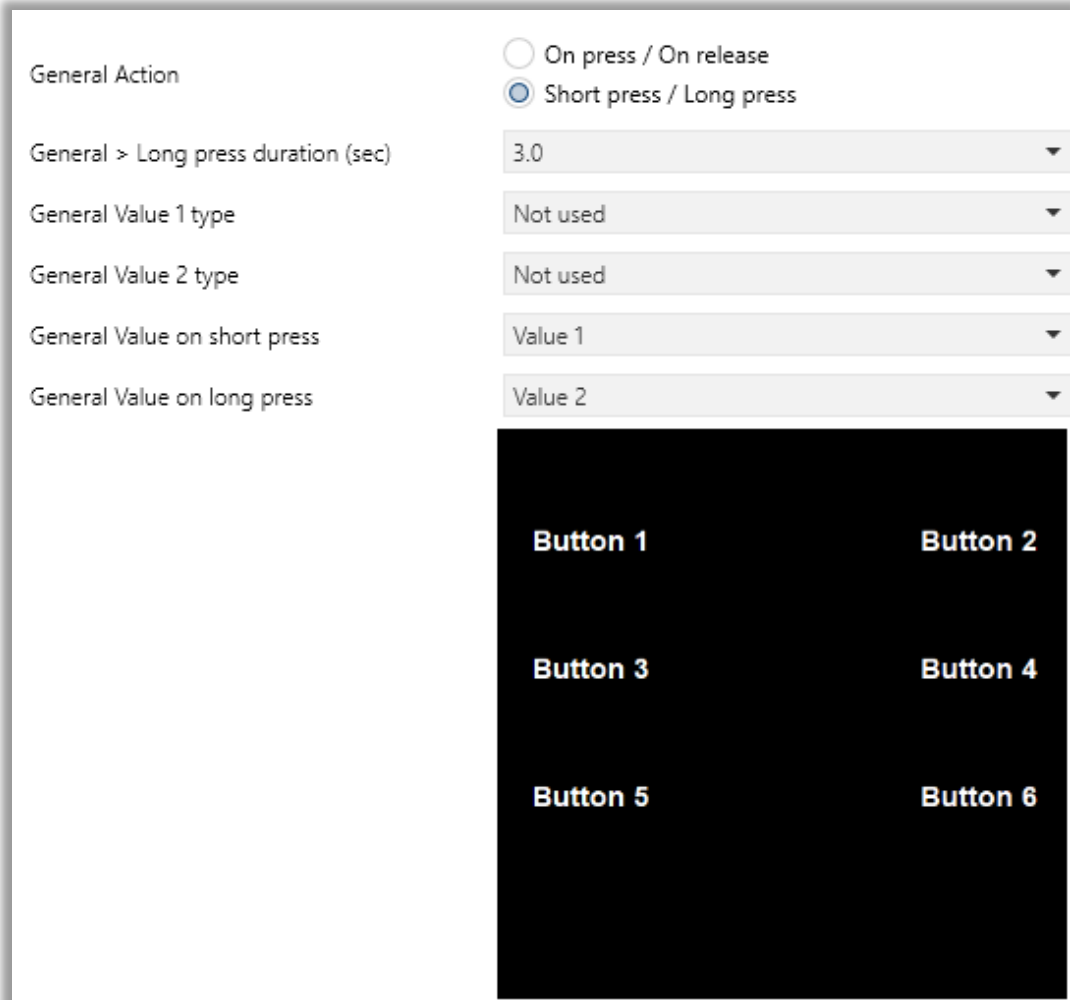 General Action
On press / On release
Short press / Long press
General > Long press duration (sec)
3.0
General Value 1 type
Not used
General Value 2 type
Not used
General Value on short press
Value 1
General Value on long press
Value 2
Button 1
Button 2
Button 3
Button 4
Button 5
Button 6